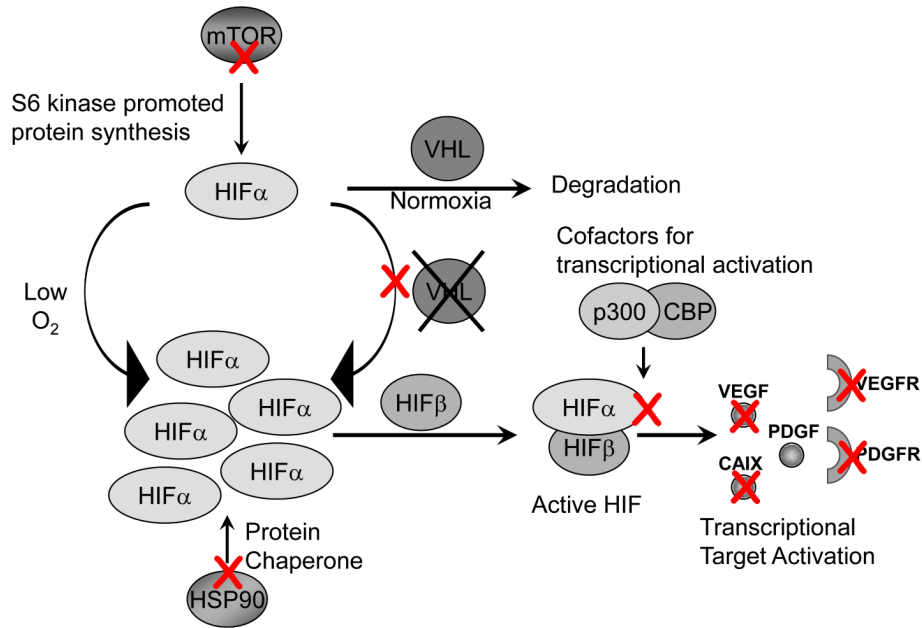 mTOR
S6 kinase promoted
protein synthesis
HIFα
VHL
Normoxia
Degradation
Low
O₂
VHL
Cofactors for
transcriptional activation
p300
CBP
HIFα
HIFα
HIFα
HIFα
HIFα
HIFβ
HIFα
HIFβ
Active HIF
VEGF
VEGFR
PDGF
PDGFR
CAIX
Transcriptional
Target Activation
Protein
Chaperone
HSP90